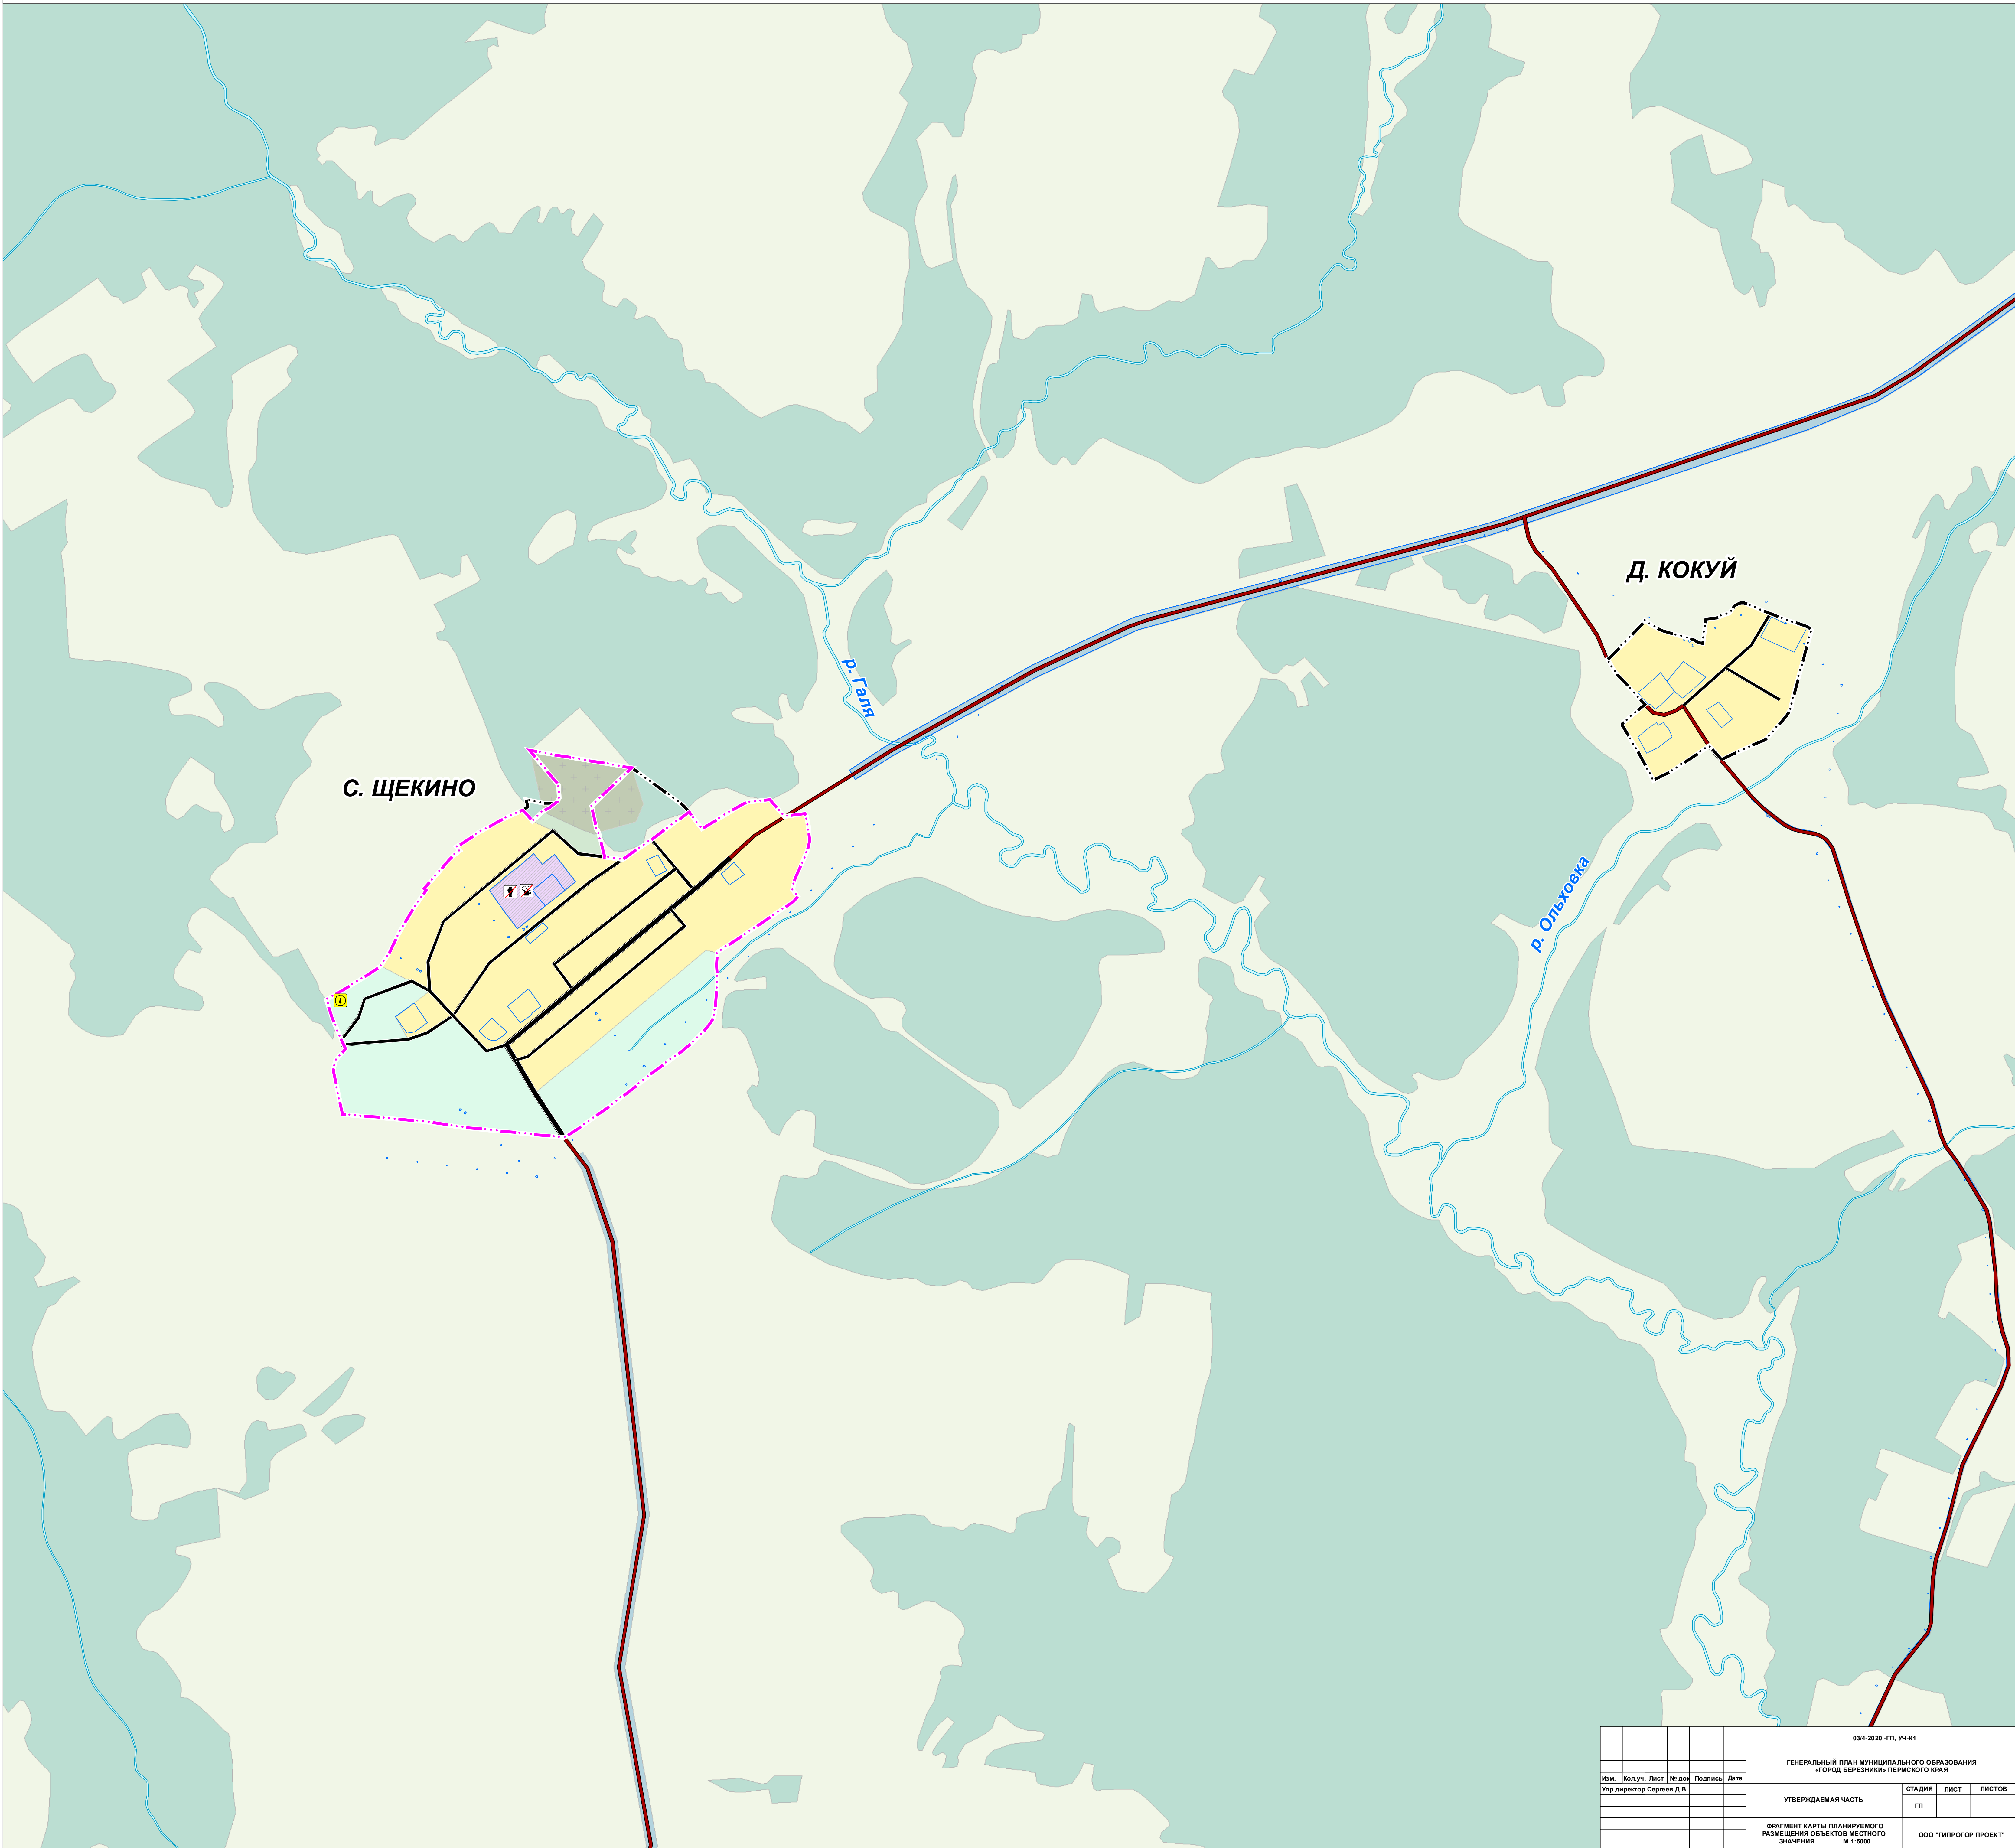 Д. КОКУЙ
р. Галя
С. ЩЕКИНО
р. Ольховка
03/4-2020 -ГП, УЧ-К1
ГЕНЕРАЛЬНЫЙ ПЛАН МУНИЦИПАЛЬНОГО ОБРАЗОВАНИЯ
«ГОРОД БЕРЕЗНИКИ» ПЕРМСКОГО КРАЯ
Изм. Кол.уч Лист № док Подпись Дата
Упр.директор Сергеев Д.В.
УТВЕРЖДАЕМАЯ ЧАСТЬ
СТАДИЯ ЛИСТ ЛИСТОВ
ГП
ФРАГМЕНТ КАРТЫ ПЛАНИРУЕМОГО
РАЗМЕЩЕНИЯ ОБЪЕКТОВ МЕСТНОГО
ЗНАЧЕНИЯ М 1:5000
ООО "ГИПРОГОР ПРОЕКТ"